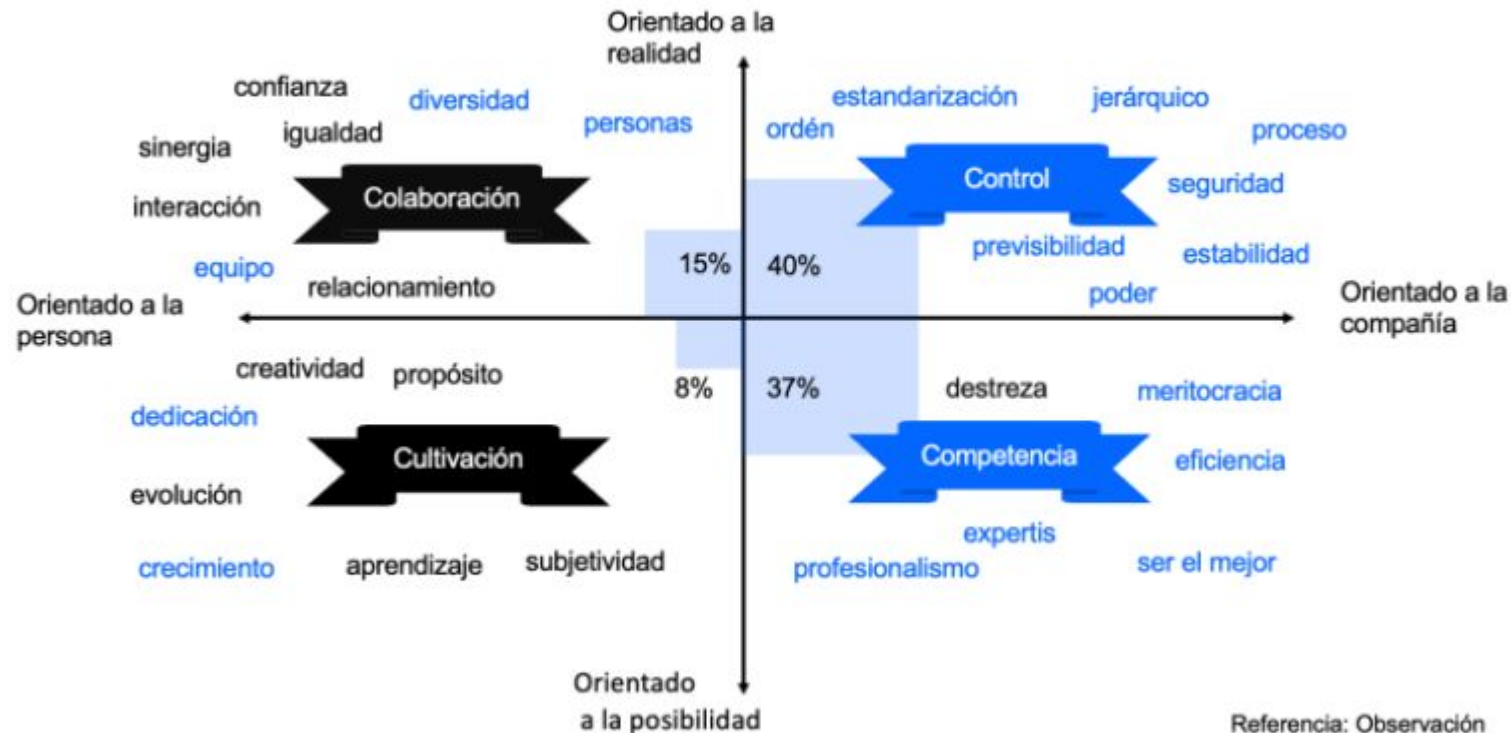 Orientado a la
realidad
confianza
diversidad
estandarización
jerárquico
igualdad
personas
ordén
proceso
sinergia
Colaboración
Control
seguridad
interacción
previsibilidad
estabilidad
equipo
15%
40%
relacionamiento
poder
Orientado a la
persona
Orientado a la
compañía
creatividad
propósito
8%
37%
destreza
meritocracia
dedicación
Cultivación
Competencia
eficiencia
evolución
expertis
crecimiento
aprendizaje
subjetividad
profesionalismo
ser el mejor
Orientado
a la posibilidad
Referencia: Observación